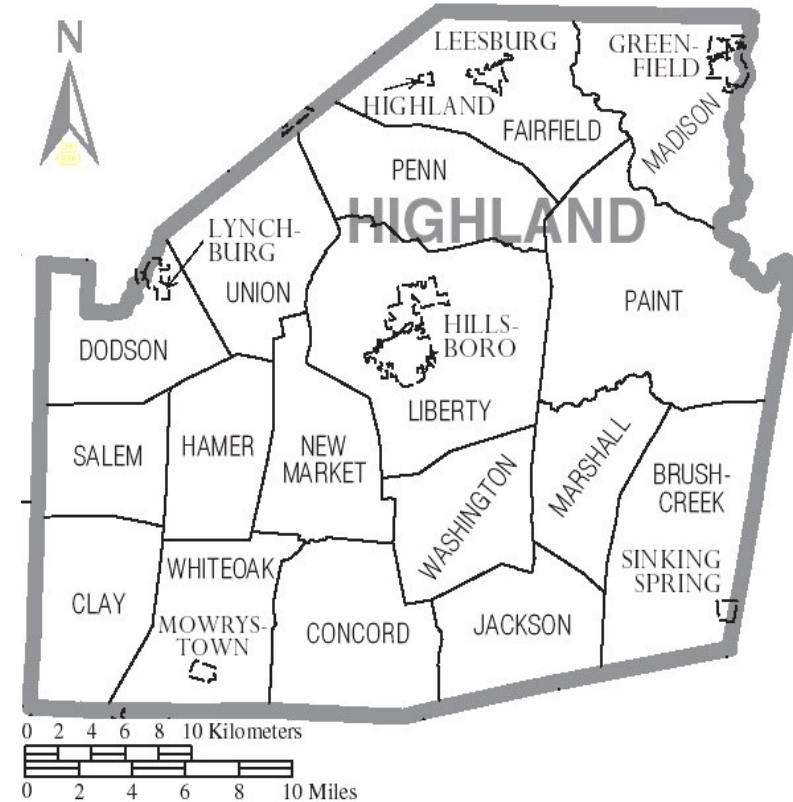 N
LEESBURG
GREEN-
FIELD
HIGHLAND
FAIRFIELD
MADISON
PENN
HIGHLAND
LYNCH-
BURG
UNION
PAINT
HILLS-
BORO
DODSON
LIBERTY
SALEM
HAMER
NEW
MARKET
WASHINGTON
MARSHALL
BRUSH-
CREEK
SINKING
SPRING
WHITEOAK
CLAY
MOWRYS-
TOWN
CONCORD
JACKSON
0 2 4 6 8 10 Kilometers
0 2 4 6 8 10 Miles